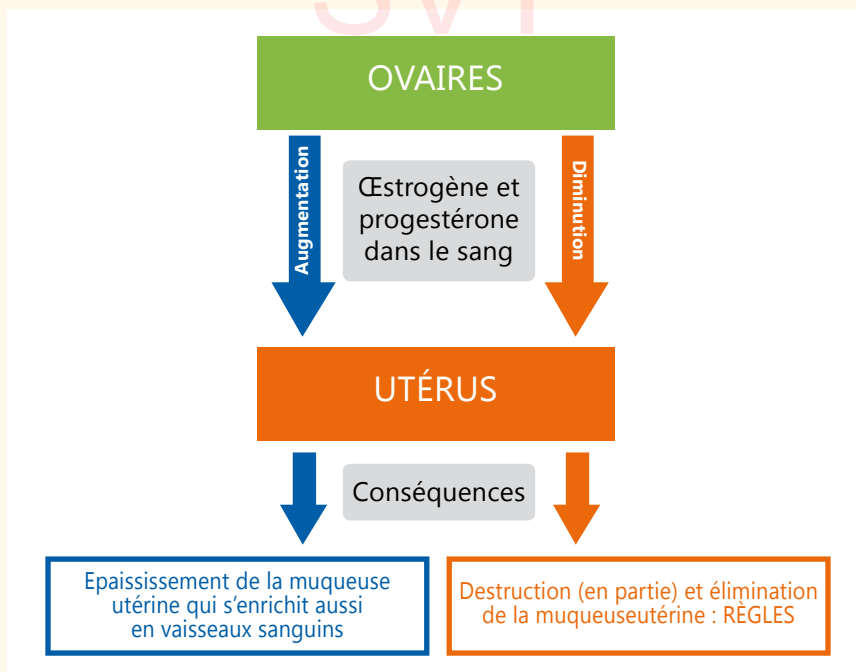 SVT
OVAIRES
Augmentation
Œstrogène et
progestérone
dans le sang
Diminution
UTÉRUS
Conséquences
Epaississement de la muqueuse
utérine qui s’enrichit aussi
en vaisseaux sanguins
Destruction (en partie) et élimination
de la muqueuseutérine : RÈGLES